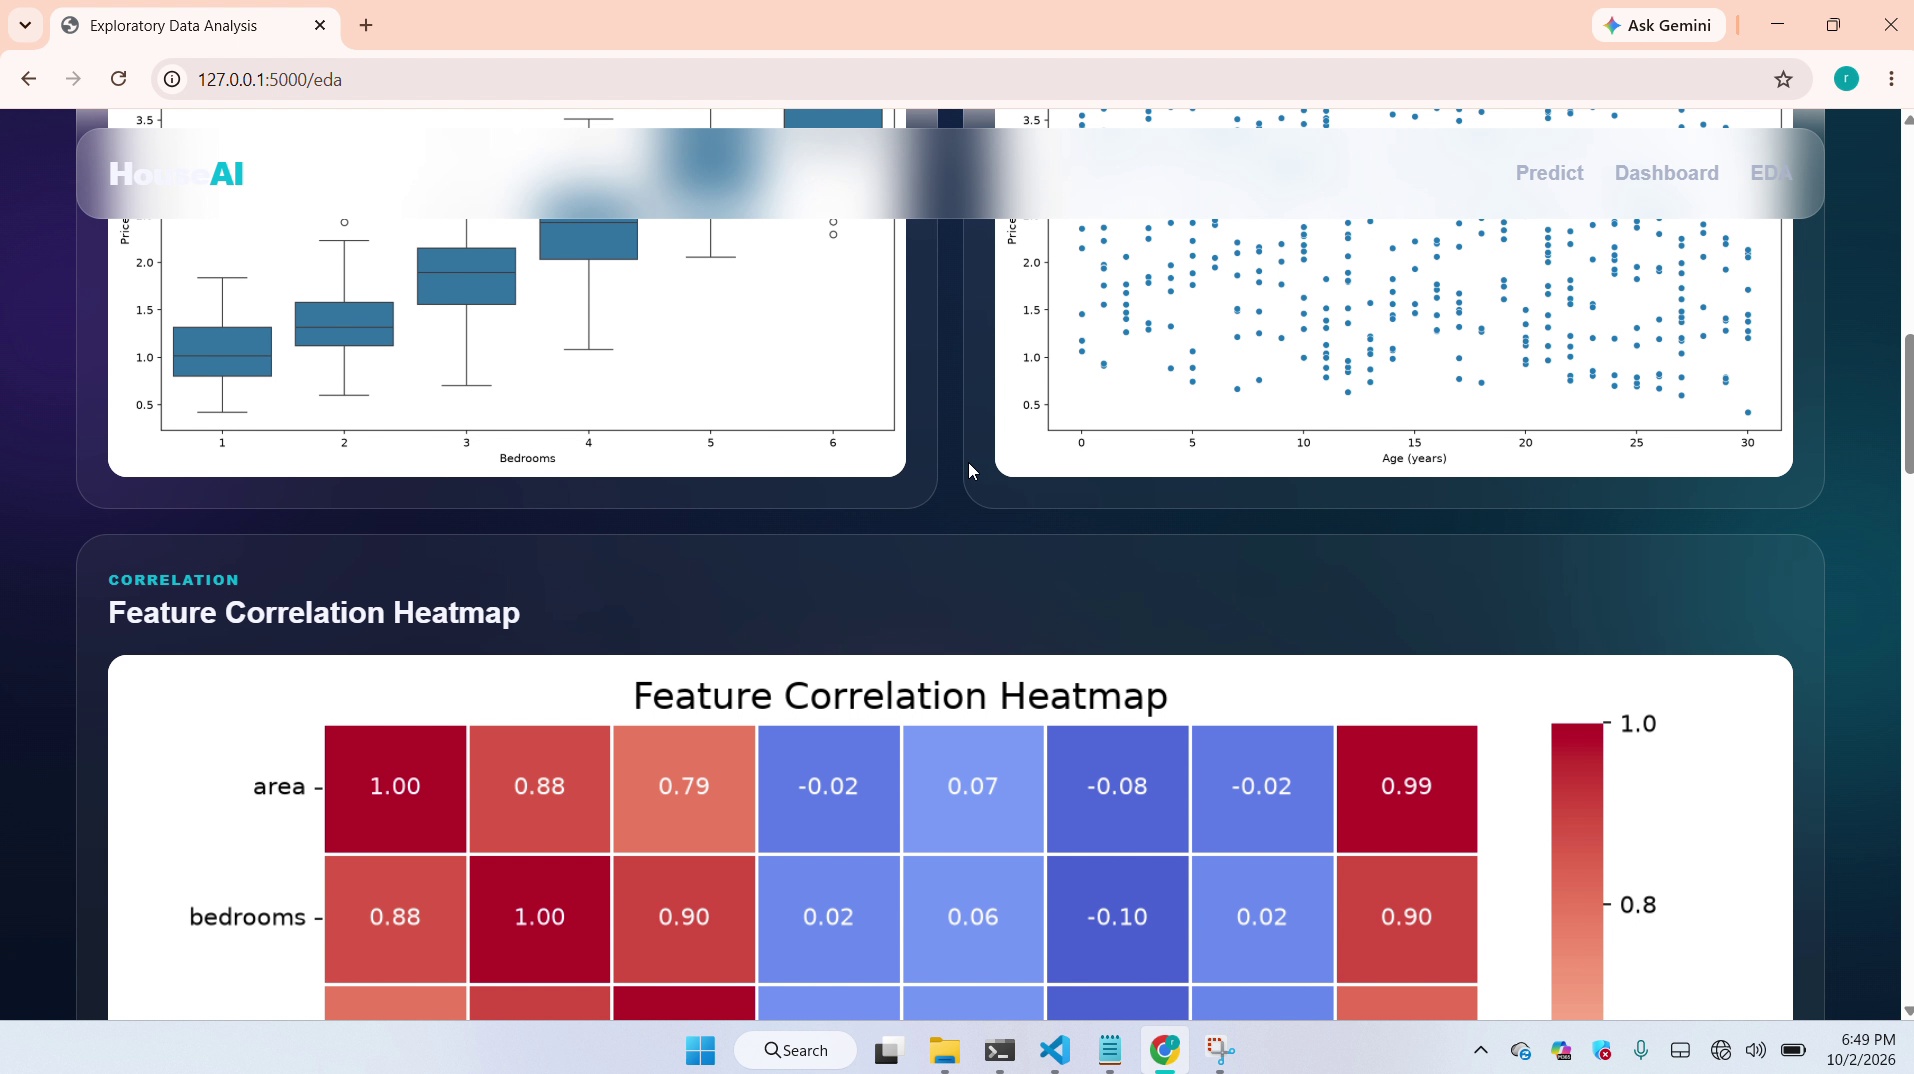 Exploratory Data Analysis
Ask Gemini
127.0.0.1:5000/eda
r
HouseAI
Predict Dashboard EDA
3.5
Price
2.0
1.5
1.0
0.5
1 2 3 4 5 6
Bedrooms
3.5
Price
2.0
1.5
1.0
0.5
0 5 10 15 20 25 30
Age (years)
CORRELATION
Feature Correlation Heatmap
Feature Correlation Heatmap
area 1.00 0.88 0.79 -0.02 0.07 -0.08 -0.02 0.99
bedrooms 0.88 1.00 0.90 0.02 0.06 -0.10 0.02 0.90
1.0
0.8
Search
6:49 PM
10/2/2026